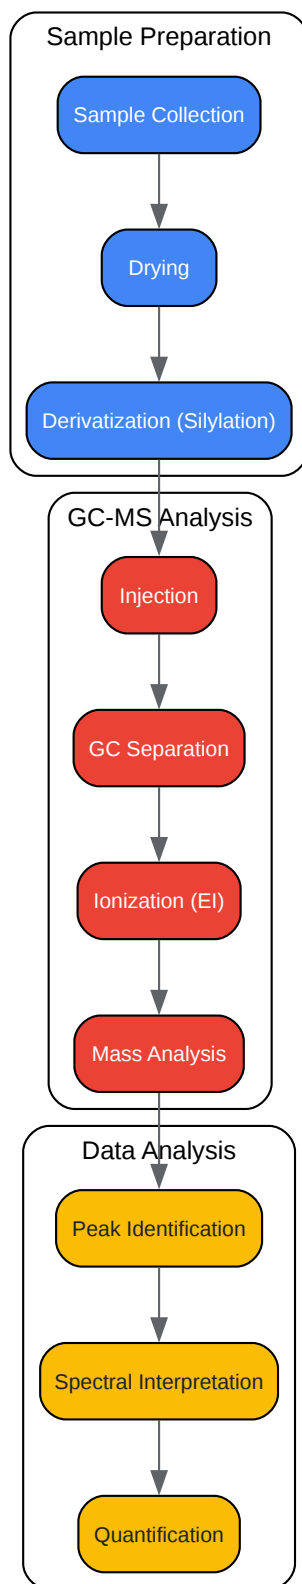 Sample Preparation
Sample Collection
Drying
Derivatization (Silylation)
GC-MS Analysis
Injection
GC Separation
Ionization (EI)
Mass Analysis
Data Analysis
Peak Identification
Spectral Interpretation
Quantification